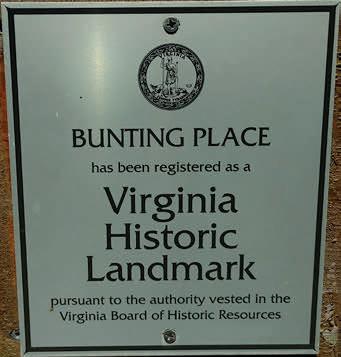 VIRGINIA
BUNTING PLACE
has been registered as a
Virginia
Historic
Landmark
pursuant to the authority vested in the
Virginia Board of Historic Resources